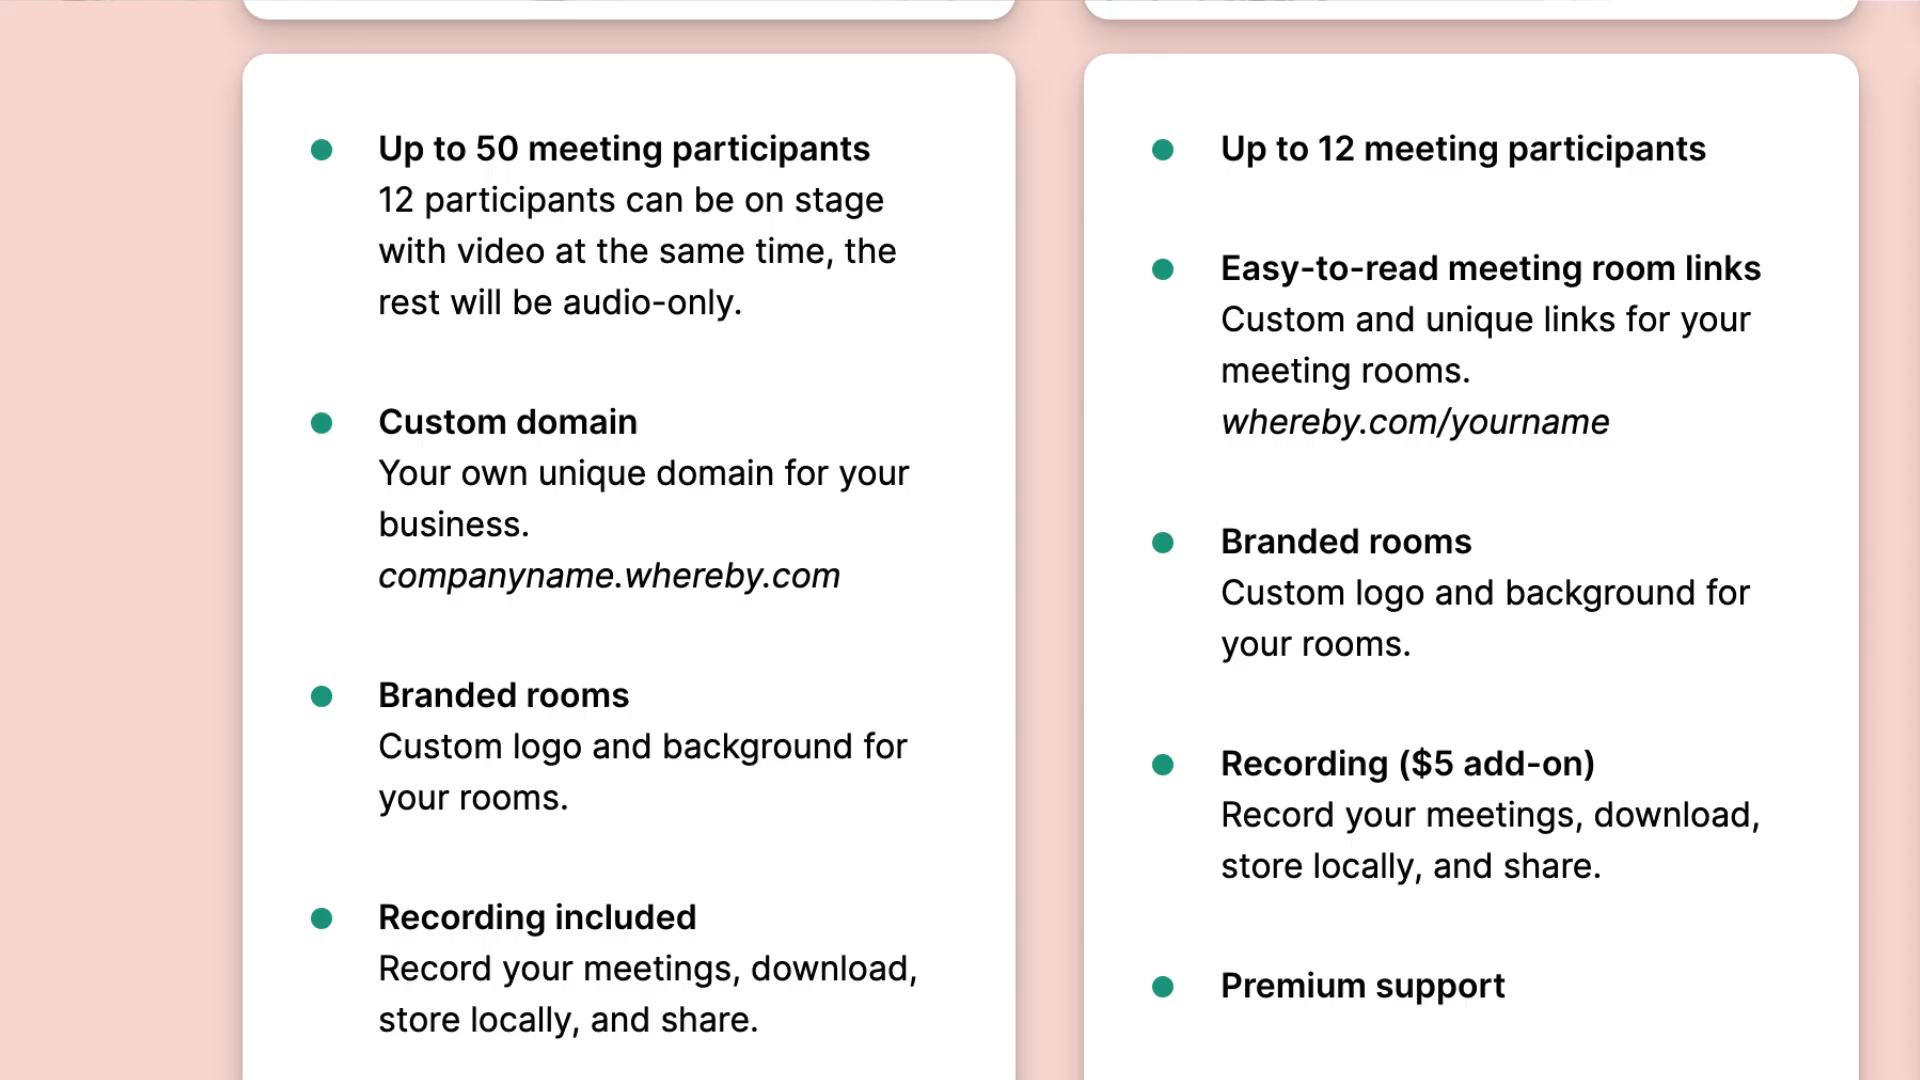 Up to 50 meeting participants
12 participants can be on stage
with video at the same time, the
rest will be audio-only.
Custom domain
Your own unique domain for your
business.
companyname.whereby.com
Branded rooms
Custom logo and background for
your rooms.
Recording included
Record your meetings, download,
store locally, and share.
Up to 12 meeting participants
Easy-to-read meeting room links
Custom and unique links for your
meeting rooms.
whereby.com/yourname
Branded rooms
Custom logo and background for
your rooms.
Recording ($5 add-on)
Record your meetings, download,
store locally, and share.
Premium support